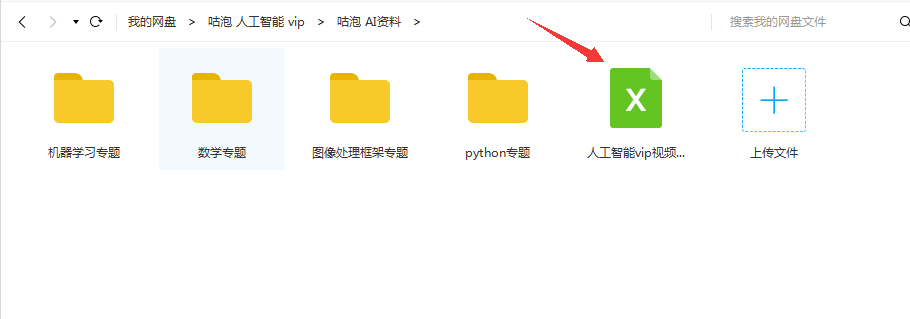 我的网盘 > 咕泡 人工智能 vip > 咕泡 AI资料 >
搜索我的网盘文件
机器学习专题
数学专题
图像处理框架专题
python专题
X
人工智能vip视频...
上传文件